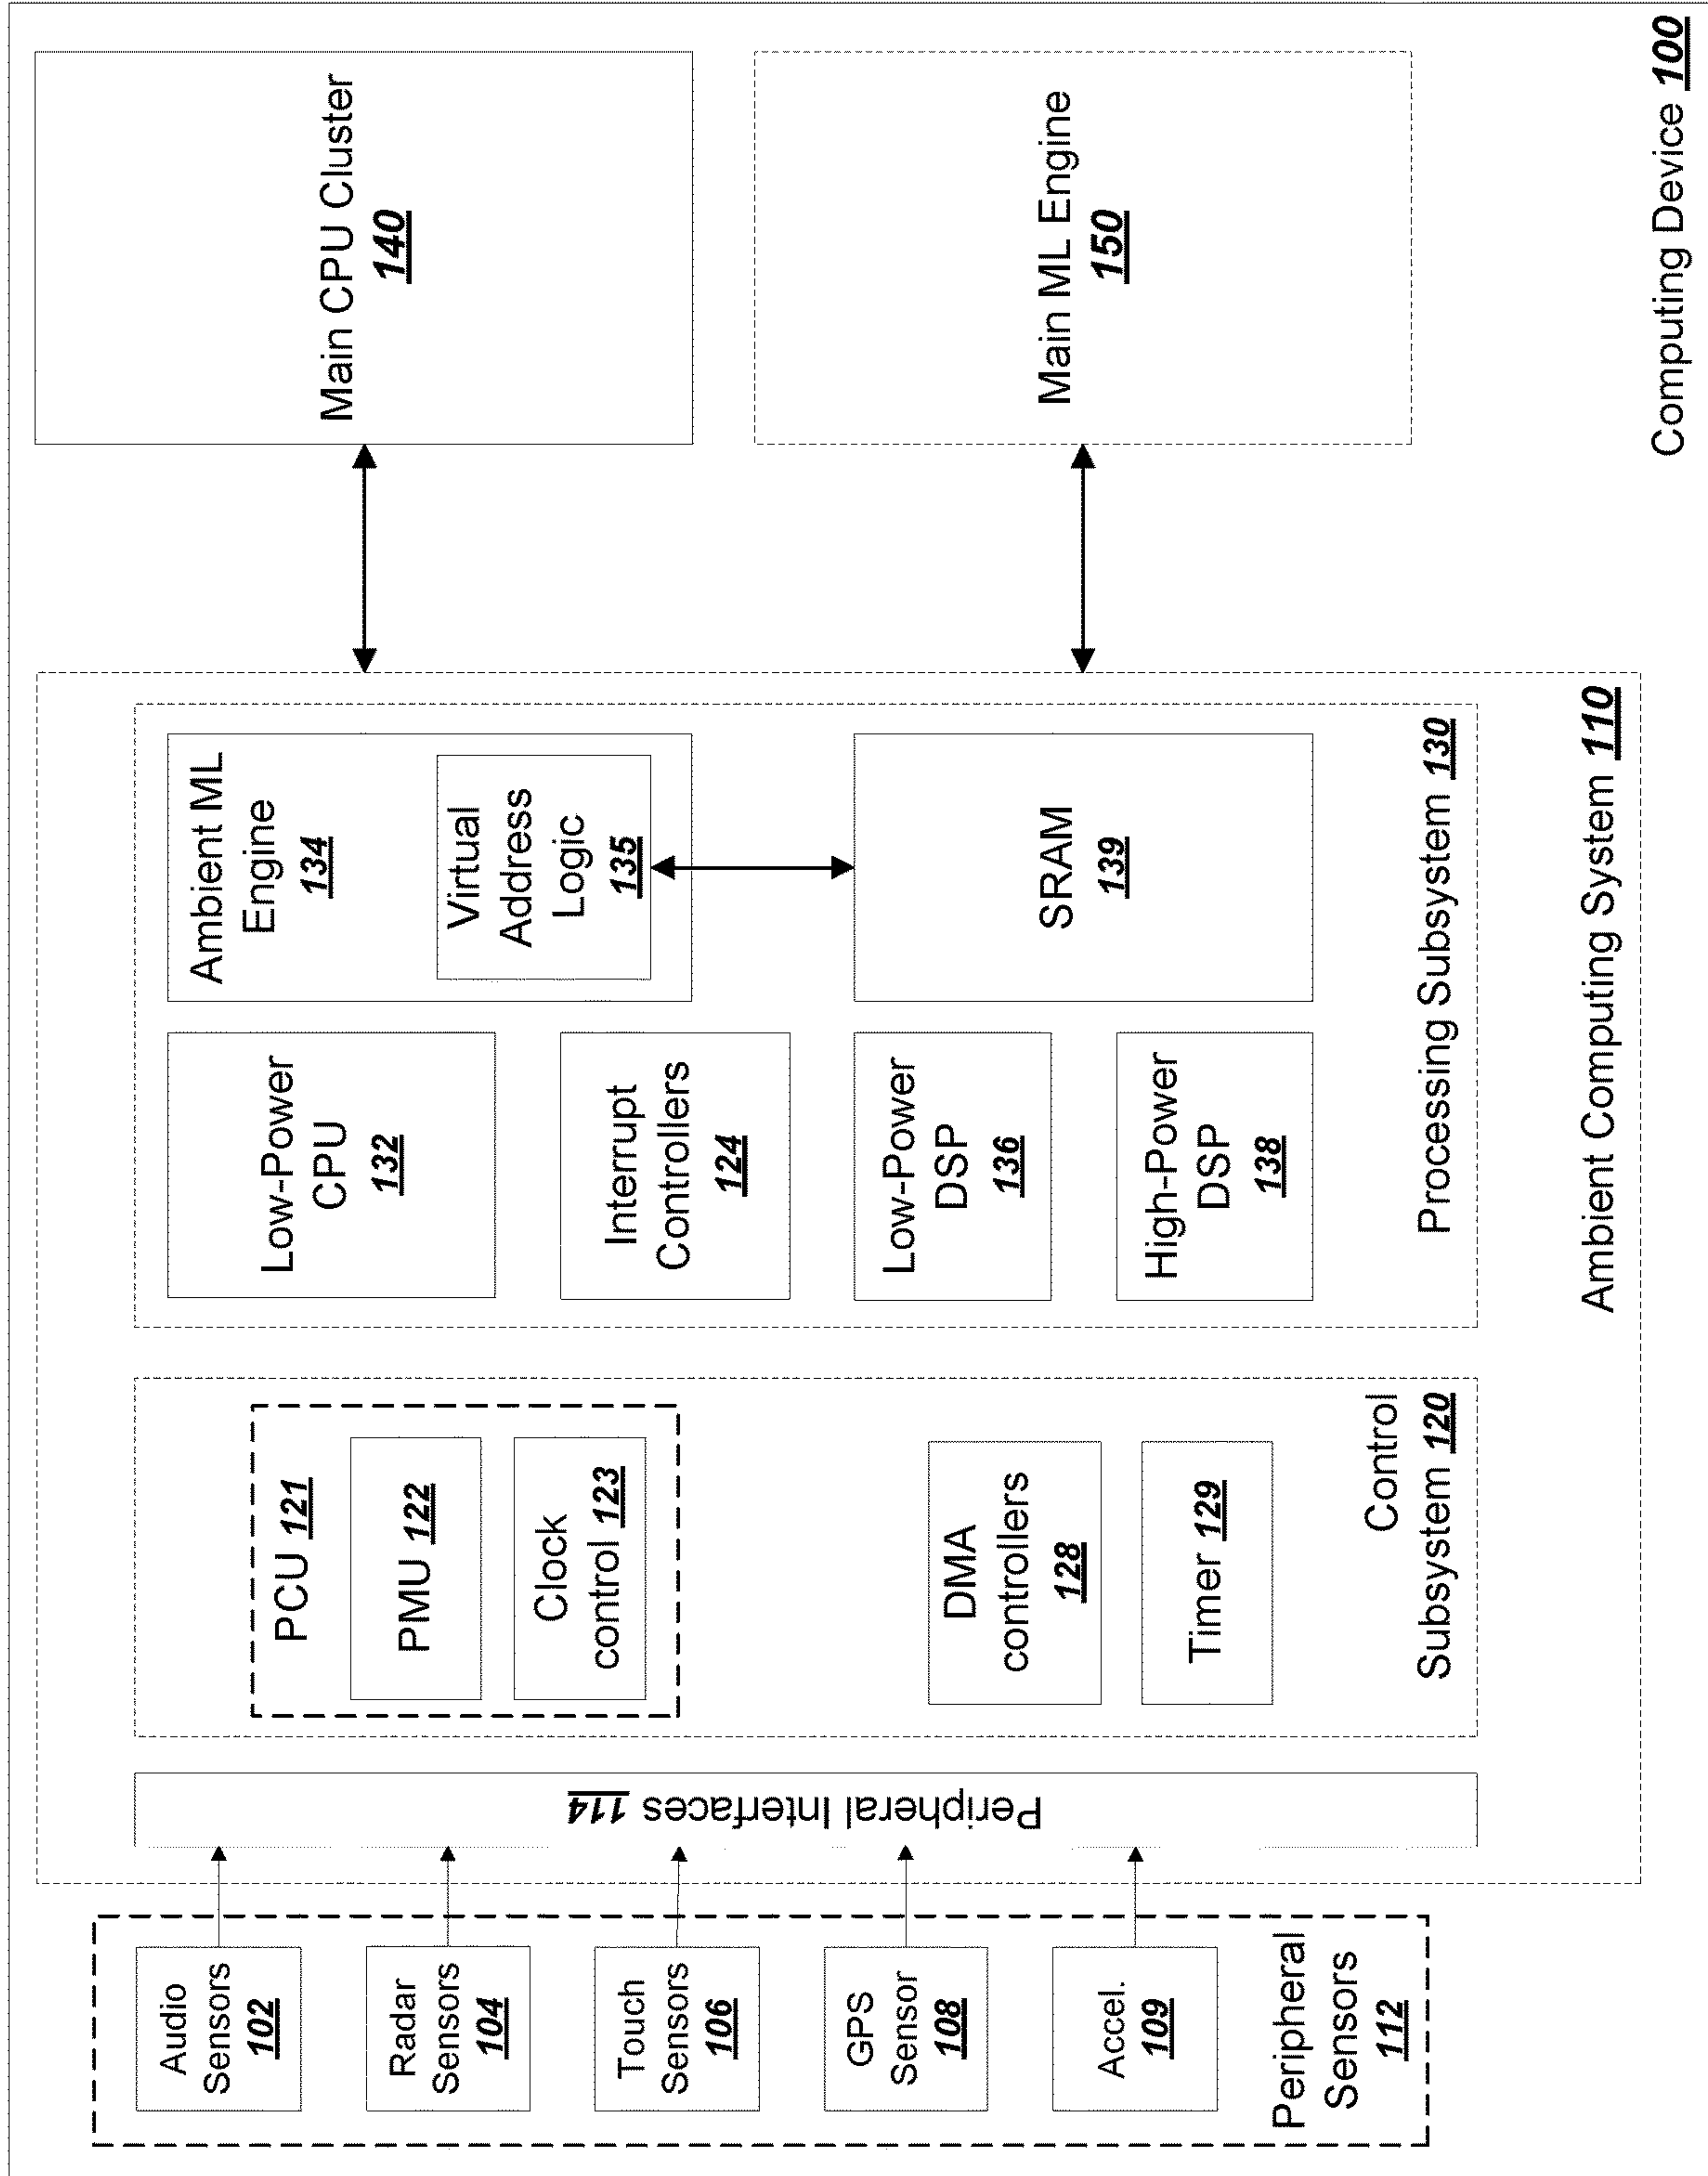 Audio
Sensors
102
Radar
Sensors
104
Touch
Sensors
106
GPS
Sensor
108
Accel.
109
Peripheral
Sensors
112
Peripheral Interfaces 114
PCU 121
PMU 122
Clock
control 123
DMA
controllers
128
Timer 129
Control
Subsystem 120
Low-Power
CPU
132
Interrupt
Controllers
124
Low-Power
DSP
136
High-Power
DSP
138
Ambient ML
Engine
134
Virtual
Address
Logic
135
SRAM
139
Processing Subsystem 130
Ambient Computing System 110
Main CPU Cluster
140
Main ML Engine
150
Computing Device 100